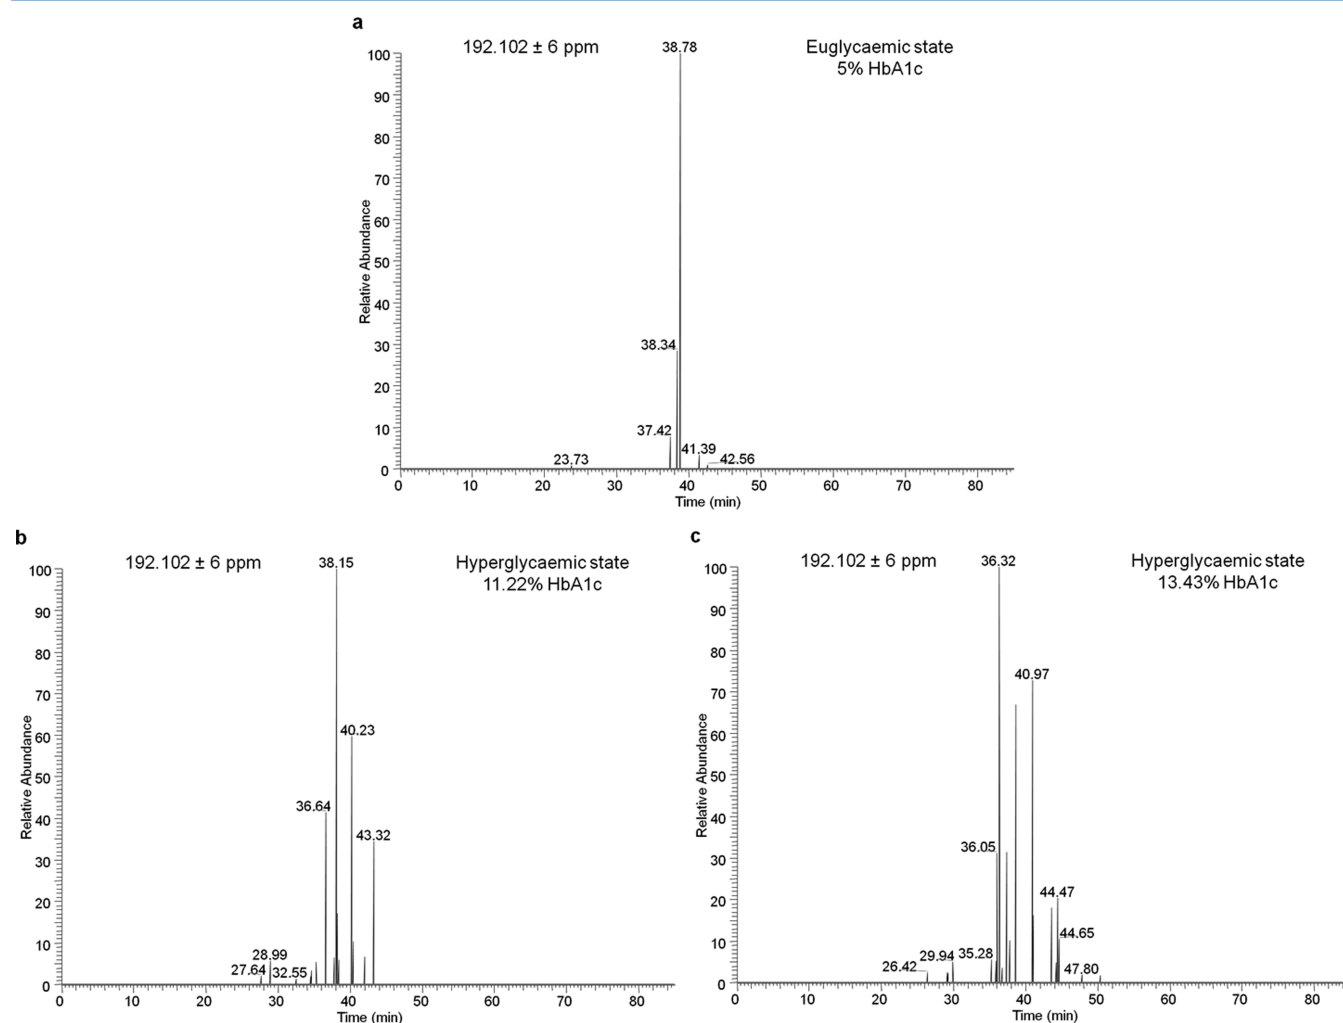 a
192.102 ± 6 ppm
38.78
Euglycaemic state
5% HbA1c
100
90
80
70
60
50
40
30
20
10
0
Relative Abundance
38.34
37.42
41.39
23.73
42.56
0 10 20 30 40 50 60 70 80
Time (min)
b
192.102 ± 6 ppm
38.15
Hyperglycaemic state
11.22% HbA1c
100
90
80
70
60
50
40
30
20
10
0
Relative Abundance
40.23
36.64
43.32
28.99
27.64
32.55
0 10 20 30 40 50 60 70 80
Time (min)
c
192.102 ± 6 ppm
36.32
Hyperglycaemic state
13.43% HbA1c
100
90
80
70
60
50
40
30
20
10
0
Relative Abundance
40.97
36.05
44.47
44.65
29.94
35.28
26.42
47.80
0 10 20 30 40 50 60 70 80
Time (min)